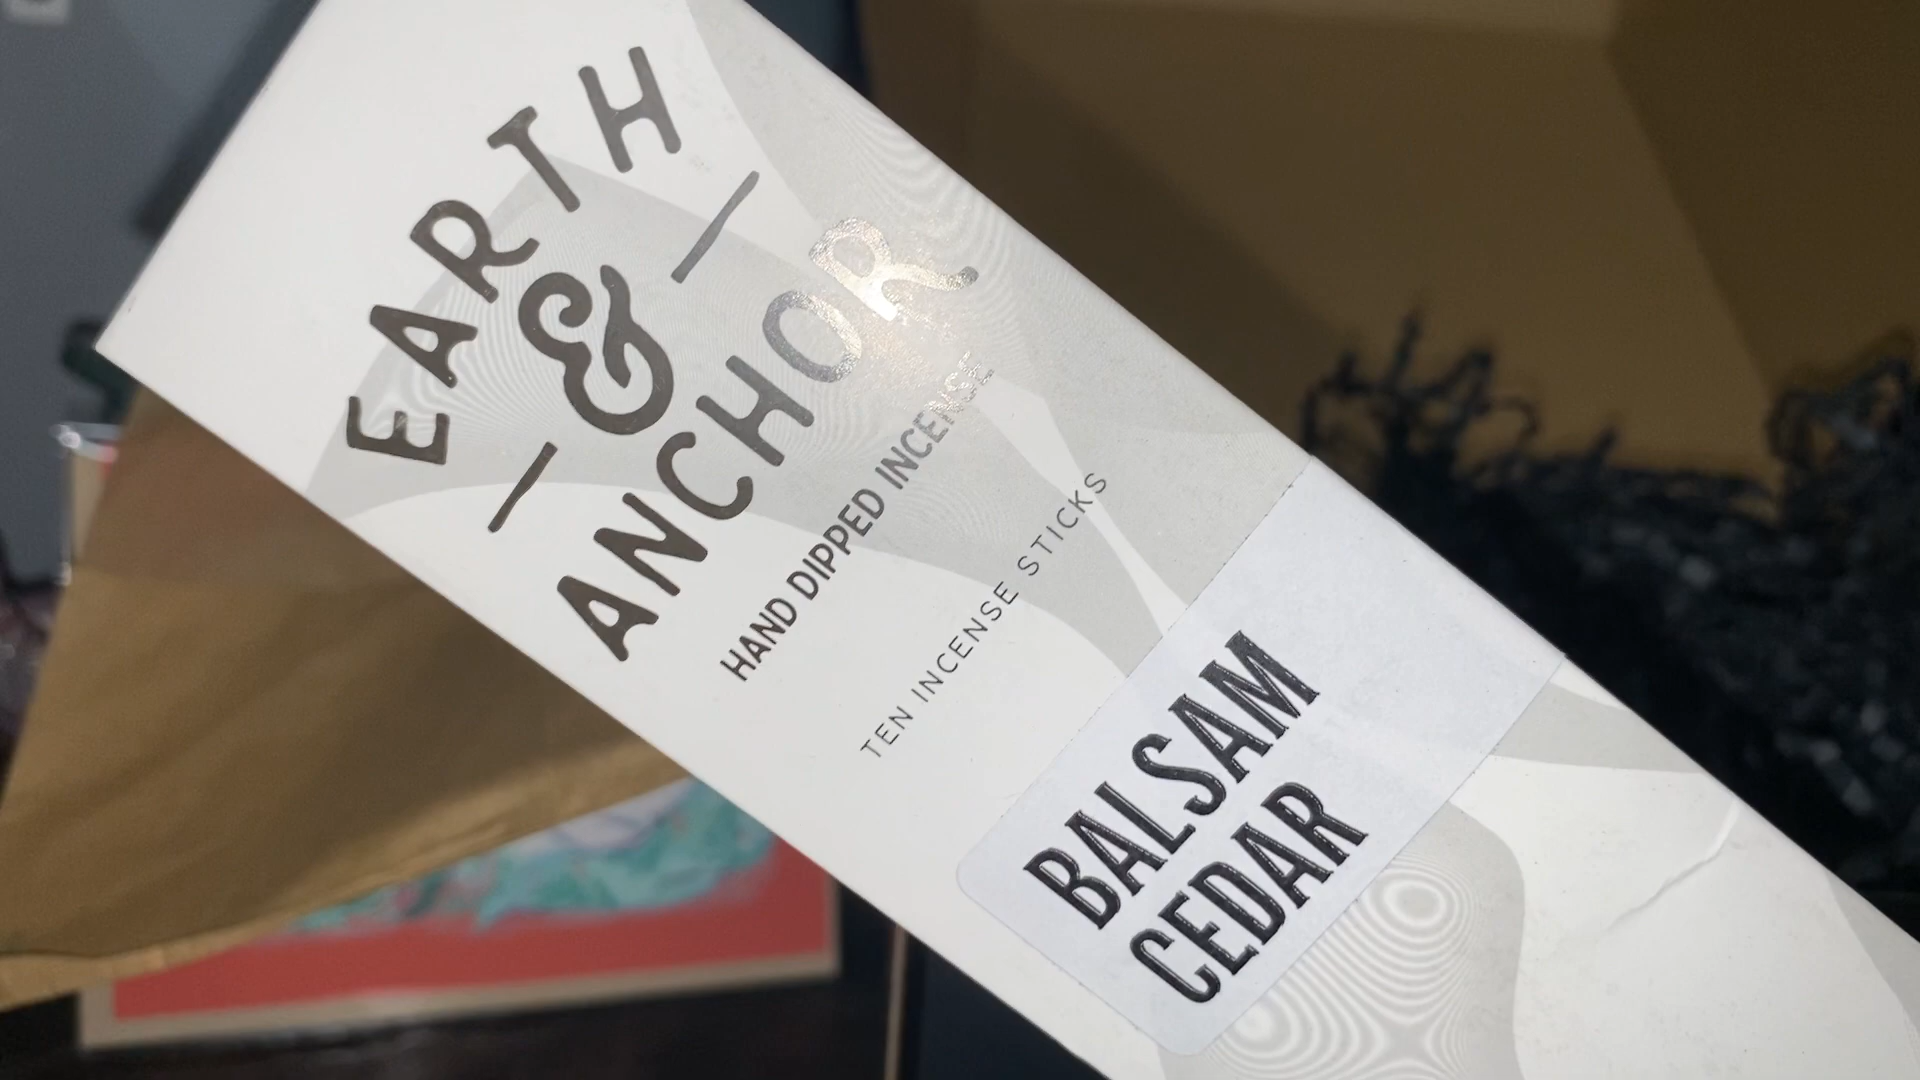 EARTH
&
ANCHOR
HAND DIPPED INCENSE
TEN INCENSE STICKS
BALSAM
CEDAR